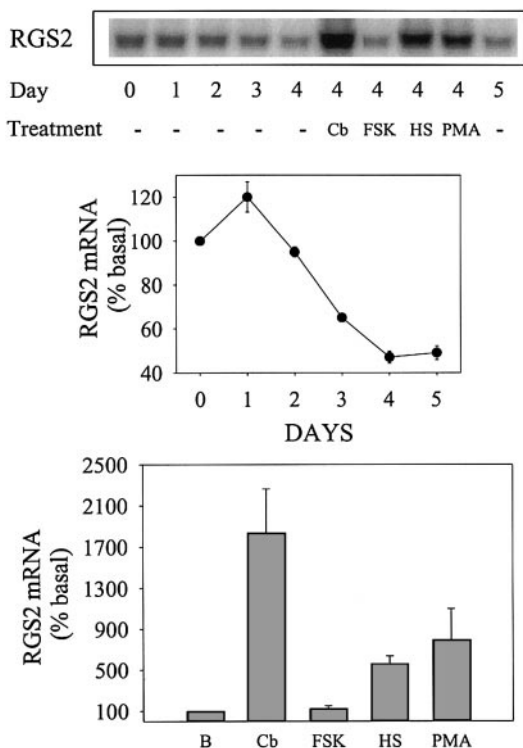 RGS2
Day 0 1 2 3 4 4 4 4 4 5
Treatment - - - - - Cb FSK HS PMA -
RGS2 mRNA
(% basal)
120
100
80
60
40
0 1 2 3 4 5
DAYS
RGS2 mRNA
(% basal)
2500
2100
1700
1300
900
500
100
B Cb FSK HS PMA